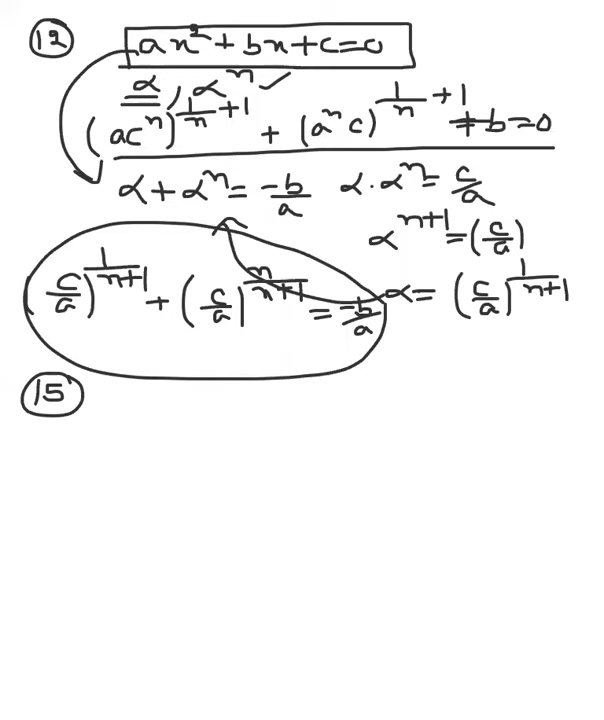 (12) ax² + bx + c = 0
α, αⁿ ✓
(acⁿ)^(1/n + 1) + (aⁿc)^(1/n + 1) + b = 0
α + αⁿ = -b/a α · αⁿ = c/a
α^(n+1) = (c/a)
(c/a)^(1/(n+1)) + (c/a)^(n/(n+1)) = -b/a α = (c/a)^(1/(n+1))
(15)